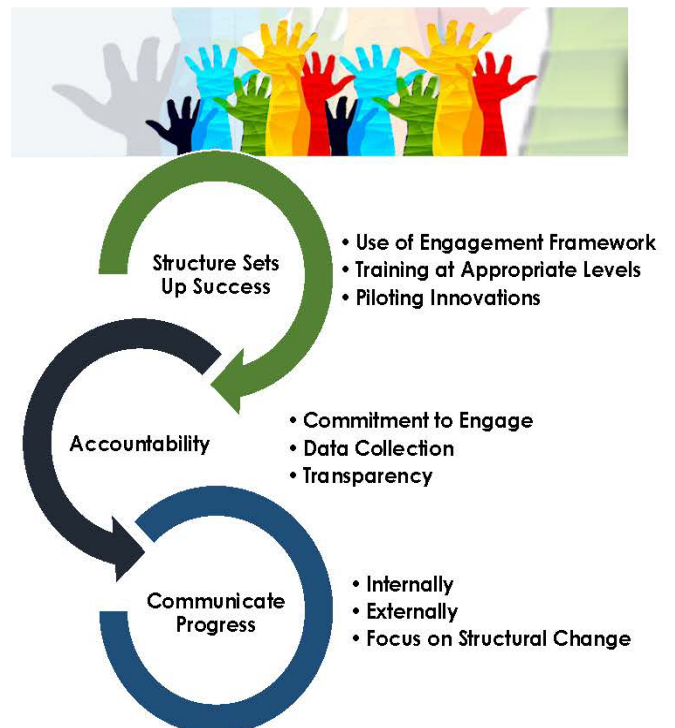 Structure Sets
Up Success
• Use of Engagement Framework
• Training at Appropriate Levels
• Piloting Innovations
Accountability
• Commitment to Engage
• Data Collection
• Transparency
Communicate
Progress
• Internally
• Externally
• Focus on Structural Change